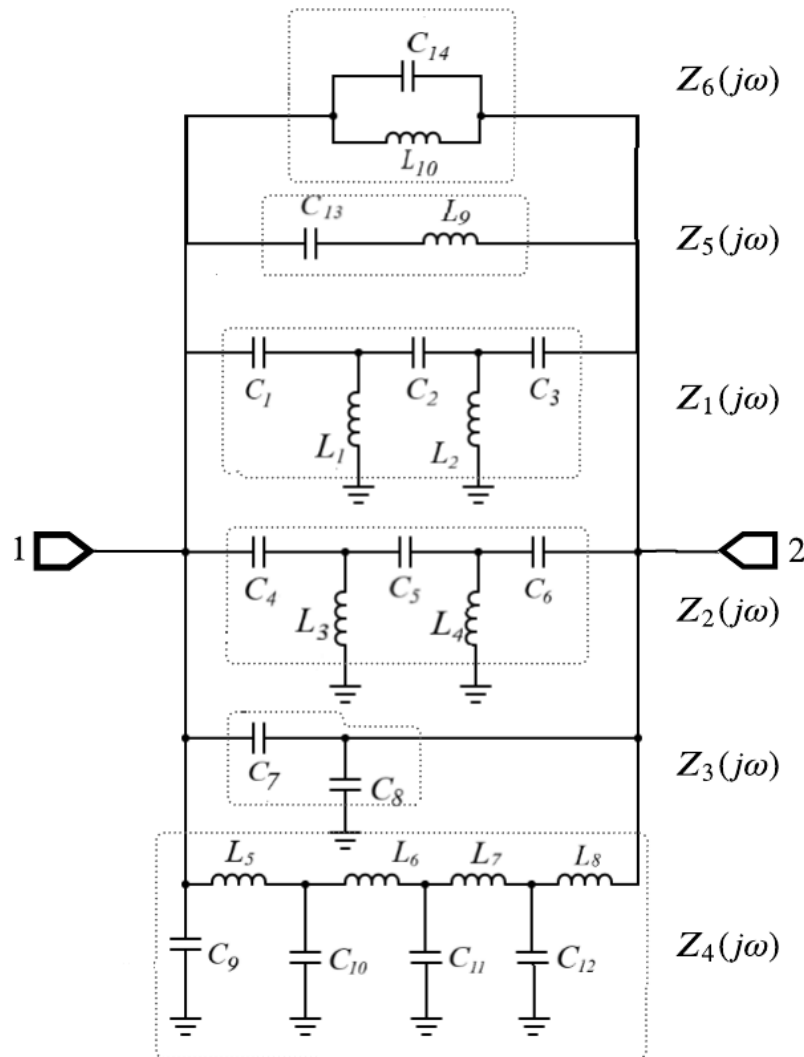 C₁₄
Z₆(jω)
L₁₀
C₁₃ L₉
Z₅(jω)
C₁ C₂ C₃
Z₁(jω)
L₁ L₂
1 2
C₄ C₅ C₆
L₃ L₄
Z₂(jω)
C₇ C₈
Z₃(jω)
L₅ L₆ L₇ L₈
C₉ C₁₀ C₁₁ C₁₂
Z₄(jω)